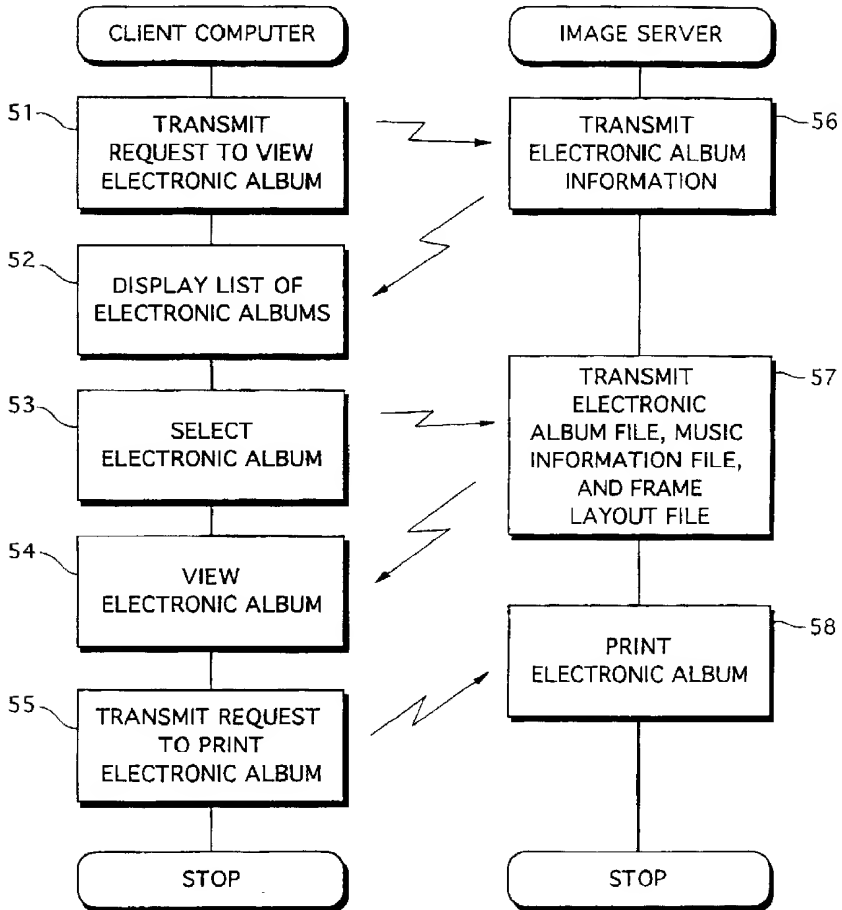 CLIENT COMPUTER
IMAGE SERVER
51
TRANSMIT
REQUEST TO VIEW
ELECTRONIC ALBUM
56
TRANSMIT
ELECTRONIC ALBUM
INFORMATION
52
DISPLAY LIST OF
ELECTRONIC ALBUMS
53
SELECT
ELECTRONIC ALBUM
57
TRANSMIT
ELECTRONIC
ALBUM FILE, MUSIC
INFORMATION FILE,
AND FRAME
LAYOUT FILE
54
VIEW
ELECTRONIC ALBUM
58
PRINT
ELECTRONIC ALBUM
55
TRANSMIT REQUEST
TO PRINT
ELECTRONIC ALBUM
STOP
STOP